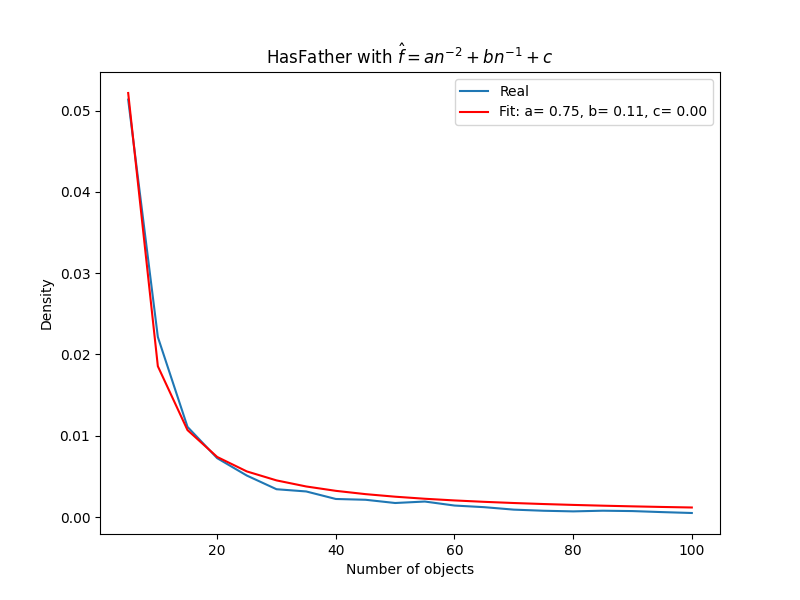 HasFather with $\hat{f} = an^{-2} + bn^{-1} + c$
Real
Fit: a= 0.75, b= 0.11, c= 0.00
0.05
0.04
0.03
0.02
0.01
0.00
Density
20 40 60 80 100
Number of objects